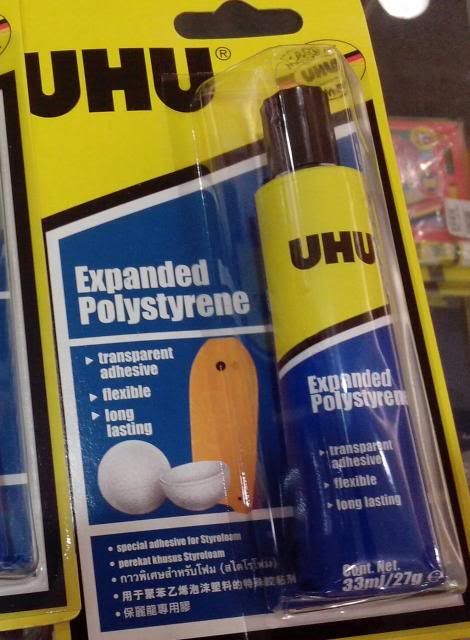 UHU®
Expanded
Polystyrene
transparent
adhesive
flexible
long
lasting
• special adhesive for Styrofoam
• perekat khusus Styrofoam
• กาวพิเศษสำหรับโฟม (สไตโรโฟม)
• 用于聚苯乙烯泡沫塑料的特殊胶粘剂
• 保麗龍專用膠
UHU
Expanded
Polystyren
transparent
adhesive
flexible
long lasting
Cont. Net.
33ml/27g e